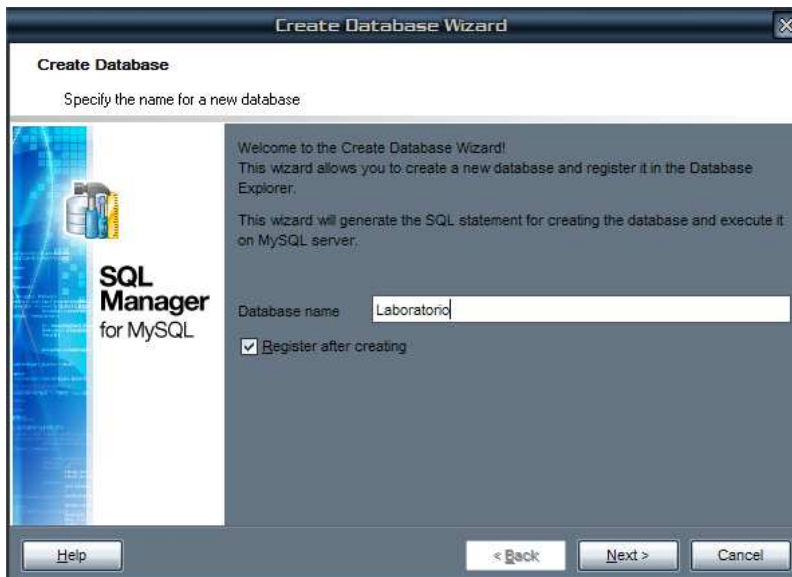 Create Database Wizard
Create Database
Specify the name for a new database
Welcome to the Create Database Wizard!
This wizard allows you to create a new database and register it in the Database
Explorer.
This wizard will generate the SQL statement for creating the database and execute it
on MySQL server.
SQL
Manager
for MySQL
Database name Laboratorio
Register after creating
Help < Back Next > Cancel